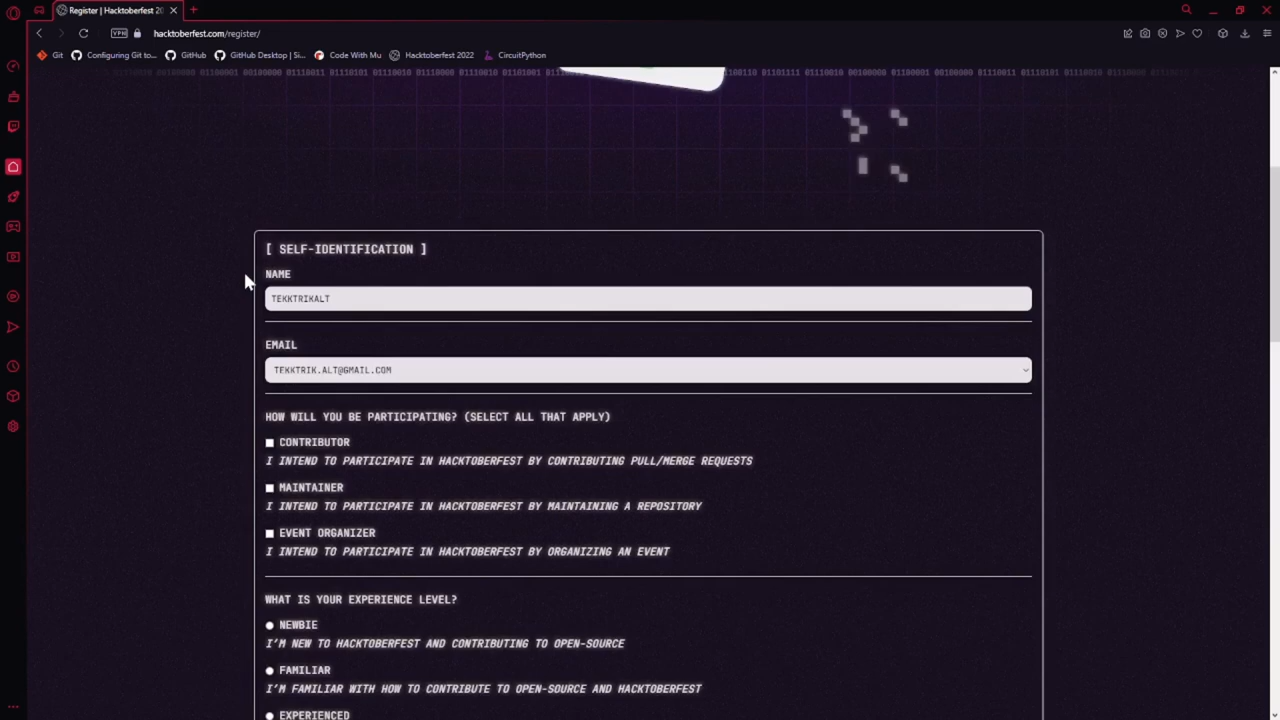 Register | Hacktoberfest 20
VPN
hacktoberfest.com/register/
Git
Configuring Git to...
GitHub
GitHub Desktop | Si...
Code With Mu
Hacktoberfest 2022
CircuitPython
[ SELF-IDENTIFICATION ]
NAME
TEKKTRIKALT
EMAIL
TEKKTRIK.ALT@GMAIL.COM
HOW WILL YOU BE PARTICIPATING? (SELECT ALL THAT APPLY)
CONTRIBUTOR
I INTEND TO PARTICIPATE IN HACKTOBERFEST BY CONTRIBUTING PULL/MERGE REQUESTS
MAINTAINER
I INTEND TO PARTICIPATE IN HACKTOBERFEST BY MAINTAINING A REPOSITORY
EVENT ORGANIZER
I INTEND TO PARTICIPATE IN HACKTOBERFEST BY ORGANIZING AN EVENT
WHAT IS YOUR EXPERIENCE LEVEL?
NEWBIE
I'M NEW TO HACKTOBERFEST AND CONTRIBUTING TO OPEN-SOURCE
FAMILIAR
I'M FAMILIAR WITH HOW TO CONTRIBUTE TO OPEN-SOURCE AND HACKTOBERFEST
EXPERIENCED